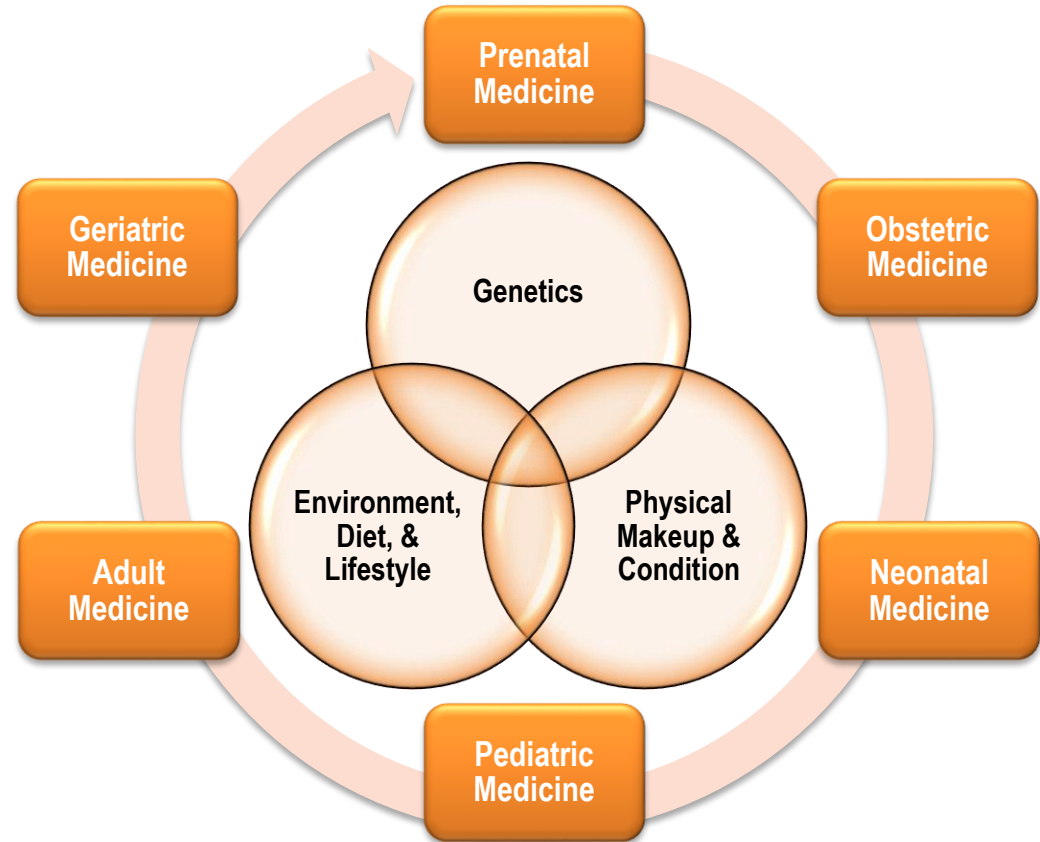 Prenatal
Medicine
Obstetric
Medicine
Neonatal
Medicine
Pediatric
Medicine
Adult
Medicine
Geriatric
Medicine
Genetics
Environment,
Diet, &
Lifestyle
Physical
Makeup &
Condition